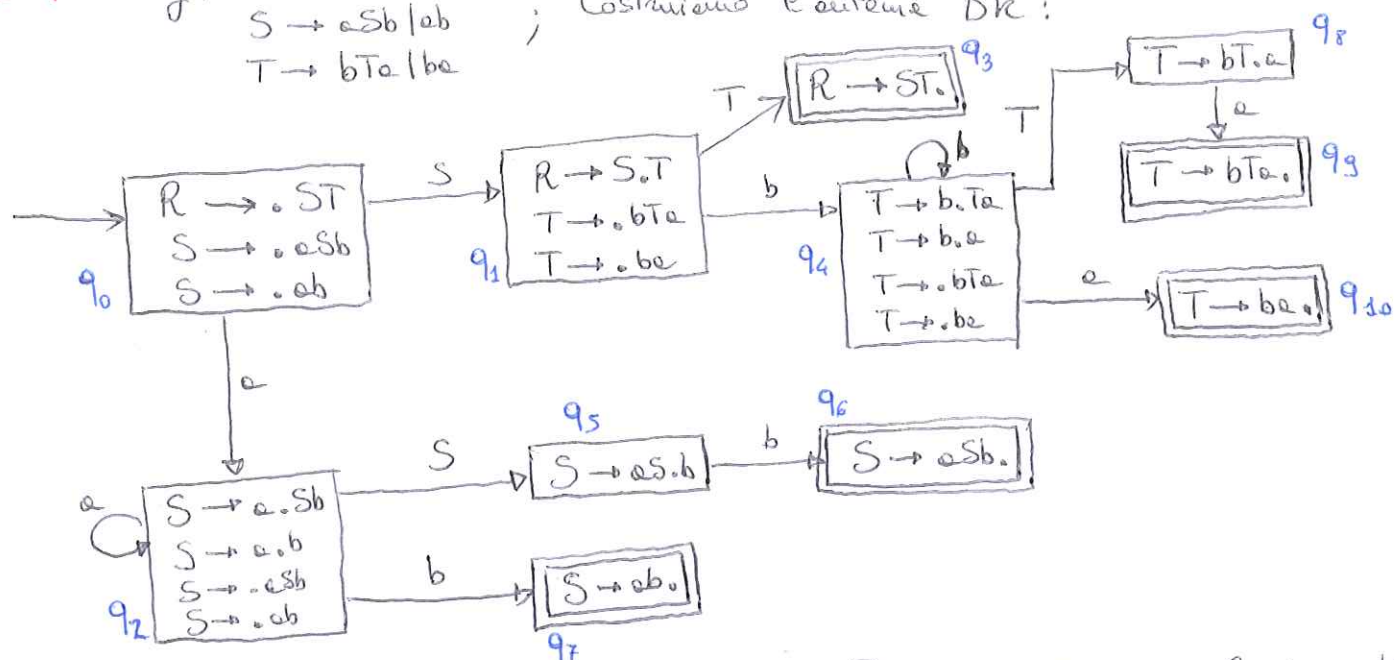 S → aSb|ab ; Costruiamo l'automa DK:
T → bTa|ba
R → .ST
S → .aSb
S → .ab
q0
S
R → S.T
T → .bTa
T → .ba
q1
T
R → ST.
q3
b
b
T → b.Ta
T → b.a
T → .bTa
T → .ba
q4
T
T → bT.a
q8
a
T → bTa.
q9
a
T → ba.
q10
a
a
S → a.Sb
S → a.b
S → .aSb
S → .ab
q2
S
q5
S → aS.b
b
q6
S → aSb.
b
S → ab.
q7